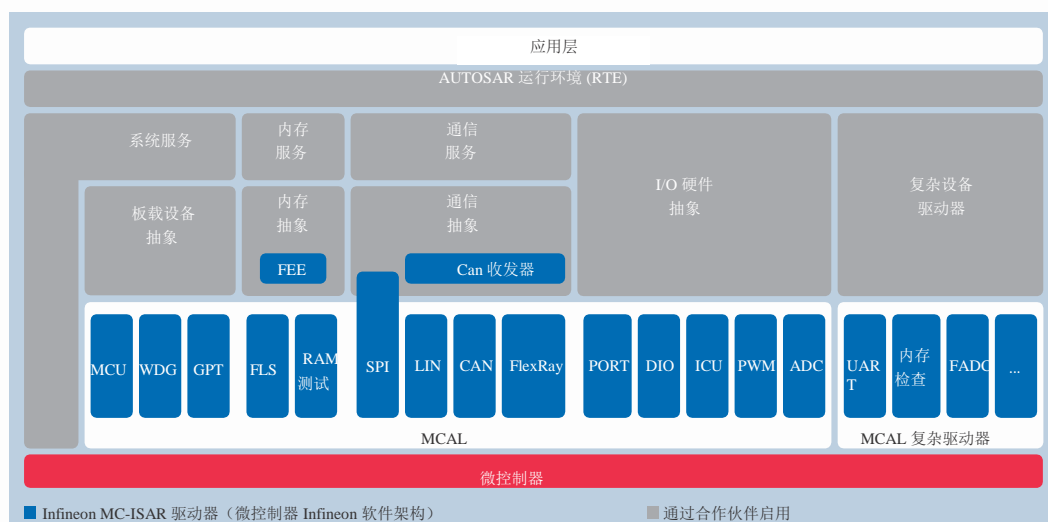 应用层
AUTOSAR 运行环境 (RTE)
系统服务
内存
服务
通信
服务
I/O 硬件
抽象
复杂设备
驱动器
板载设备
抽象
内存
抽象
通信
抽象
FEE
Can 收发器
MCU
WDG
GPT
FLS
RAM
测试
SPI
LIN
CAN
FlexRay
PORT
DIO
ICU
PWM
ADC
UAR
T
内存
检查
FADC
...
MCAL
MCAL 复杂驱动器
微控制器
Infineon MC-ISAR 驱动器（微控制器 Infineon 软件架构）
通过合作伙伴启用